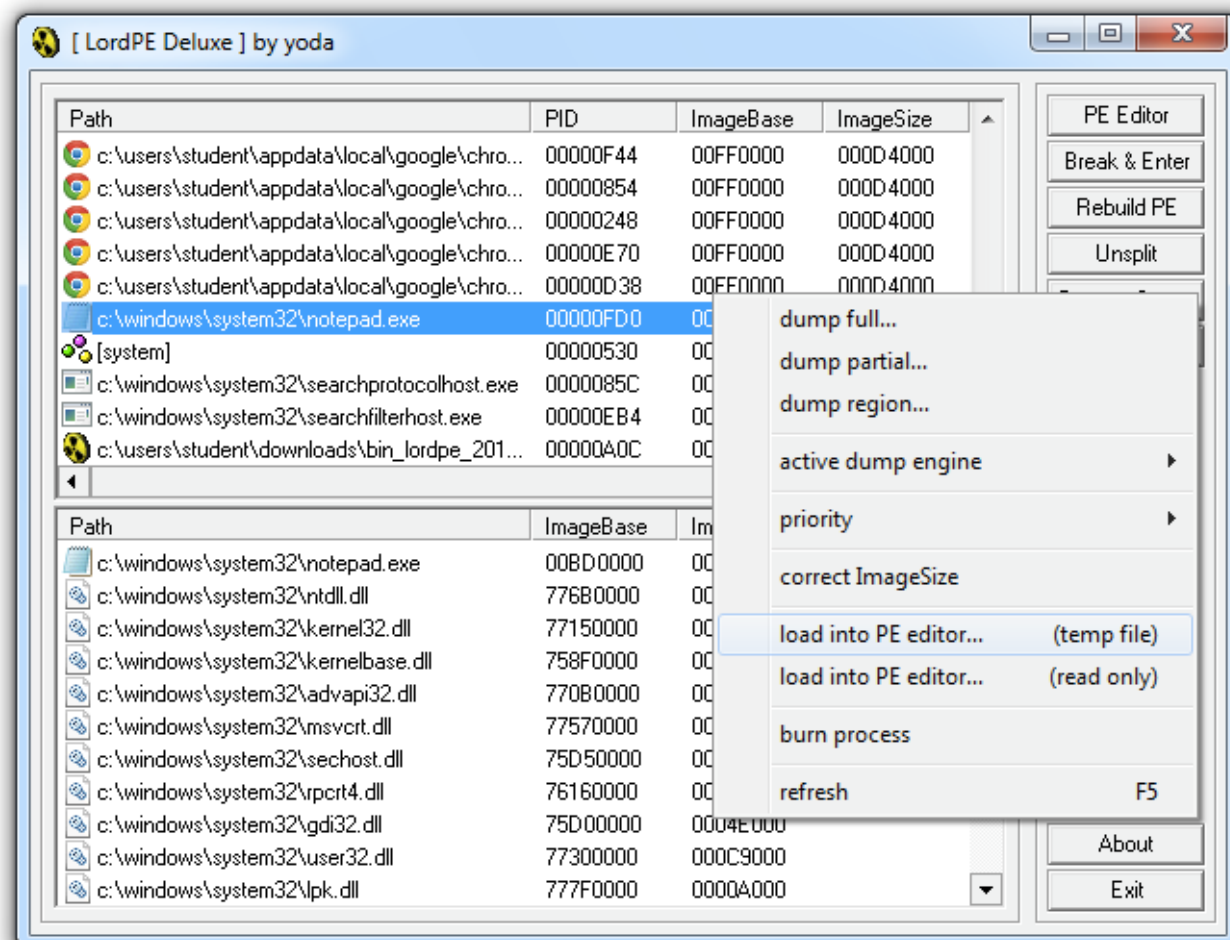 [ LordPE Deluxe ] by yoda
Path PID ImageBase ImageSize
c:\users\student\appdata\local\google\chro... 00000F44 00FF0000 000D4000
c:\users\student\appdata\local\google\chro... 00000854 00FF0000 000D4000
c:\users\student\appdata\local\google\chro... 00000248 00FF0000 000D4000
c:\users\student\appdata\local\google\chro... 00000E70 00FF0000 000D4000
c:\users\student\appdata\local\google\chro... 00000D38 00FF0000 000D4000
c:\windows\system32\notepad.exe 00000FD0
[system] 00000530
c:\windows\system32\searchprotocolhost.exe 0000085C
c:\windows\system32\searchfilterhost.exe 00000EB4
c:\users\student\downloads\bin_lordpe_201... 00000A0C
Path ImageBase
c:\windows\system32\notepad.exe 00BD0000
c:\windows\system32\ntdll.dll 776B0000
c:\windows\system32\kernel32.dll 77150000
c:\windows\system32\kernelbase.dll 758F0000
c:\windows\system32\advapi32.dll 770B0000
c:\windows\system32\msvcrt.dll 77570000
c:\windows\system32\sechost.dll 75D50000
c:\windows\system32\rpcrt4.dll 76160000
c:\windows\system32\gdi32.dll 75D00000 0004E000
c:\windows\system32\user32.dll 77300000 000C9000
c:\windows\system32\lpk.dll 777F0000 0000A000
dump full...
dump partial...
dump region...
active dump engine
priority
correct ImageSize
load into PE editor... (temp file)
load into PE editor... (read only)
burn process
refresh F5
PE Editor
Break & Enter
Rebuild PE
Unsplit
About
Exit